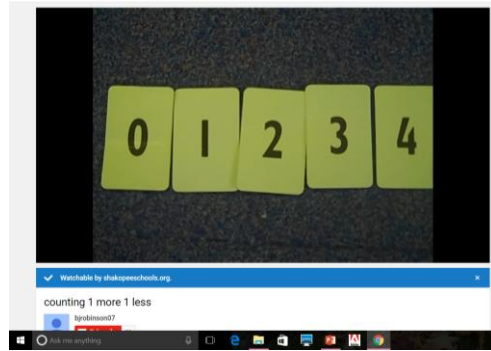 0 1 2 3 4
Watchable by shakopeeschools.org.
counting 1 more 1 less
bjrobinson07
Ask me anything